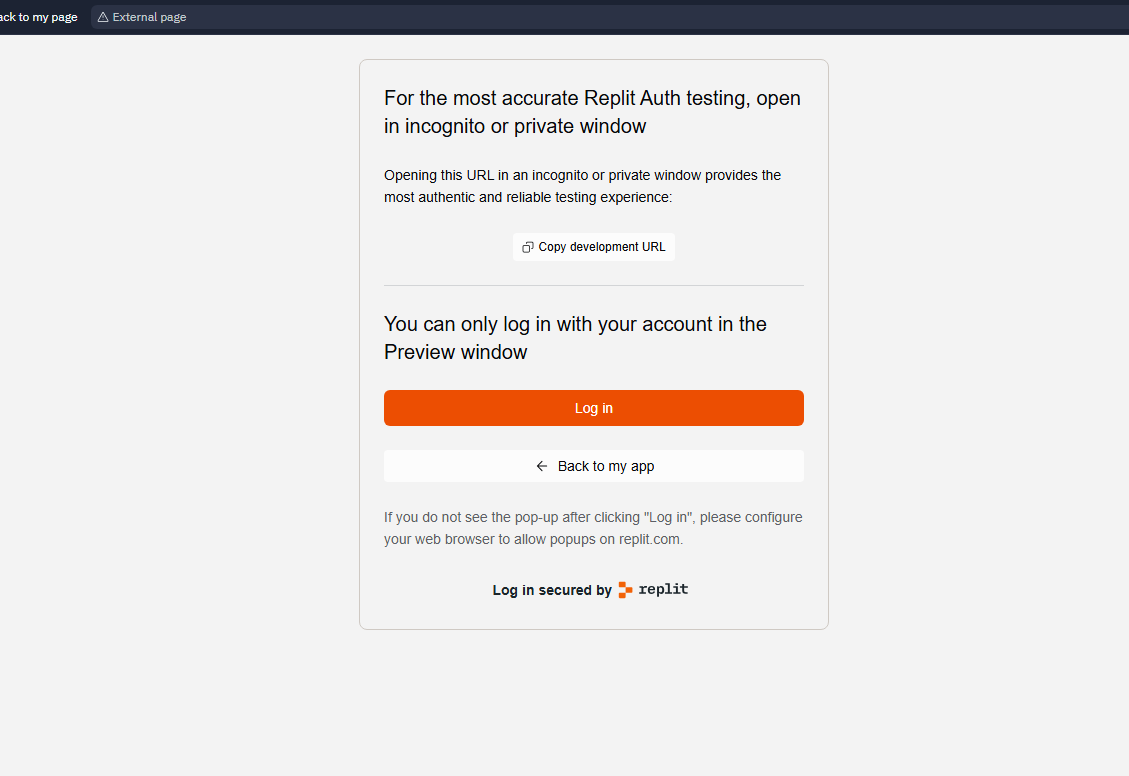 ack to my page
External page
For the most accurate Replit Auth testing, open
in incognito or private window
Opening this URL in an incognito or private window provides the
most authentic and reliable testing experience:
Copy development URL
You can only log in with your account in the
Preview window
Log in
Back to my app
If you do not see the pop-up after clicking "Log in", please configure
your web browser to allow popups on replit.com.
Log in secured by replit